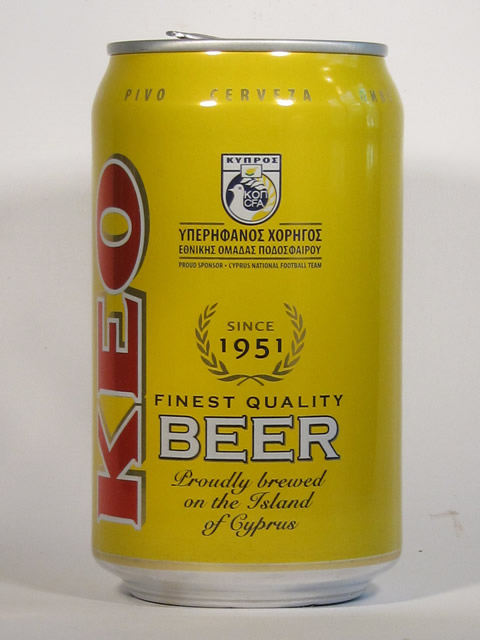 PIVO CERVEZA
KEO
ΚΥΠΡΟΣ
ΚΟΠ
CFA
ΥΠΕΡΗΦΑΝΟΣ ΧΟΡΗΓΟΣ
ΕΘΝΙΚΗΣ ΟΜΑΔΑΣ ΠΟΔΟΣΦΑΙΡΟΥ
PROUD SPONSOR • CYPRUS NATIONAL FOOTBALL TEAM
SINCE
1951
FINEST QUALITY
BEER
Proudly brewed
on the Island
of Cyprus